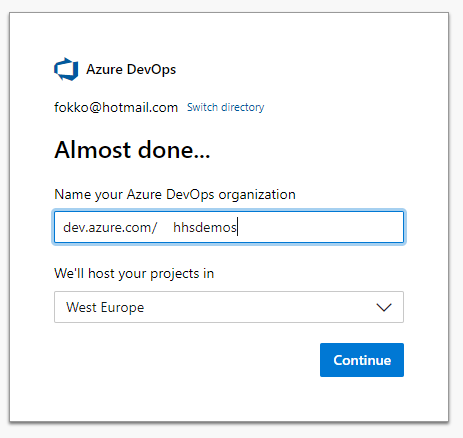 Azure DevOps
fokko@hotmail.com Switch directory
Almost done...
Name your Azure DevOps organization
dev.azure.com/ hhsdemos
We'll host your projects in
West Europe
Continue